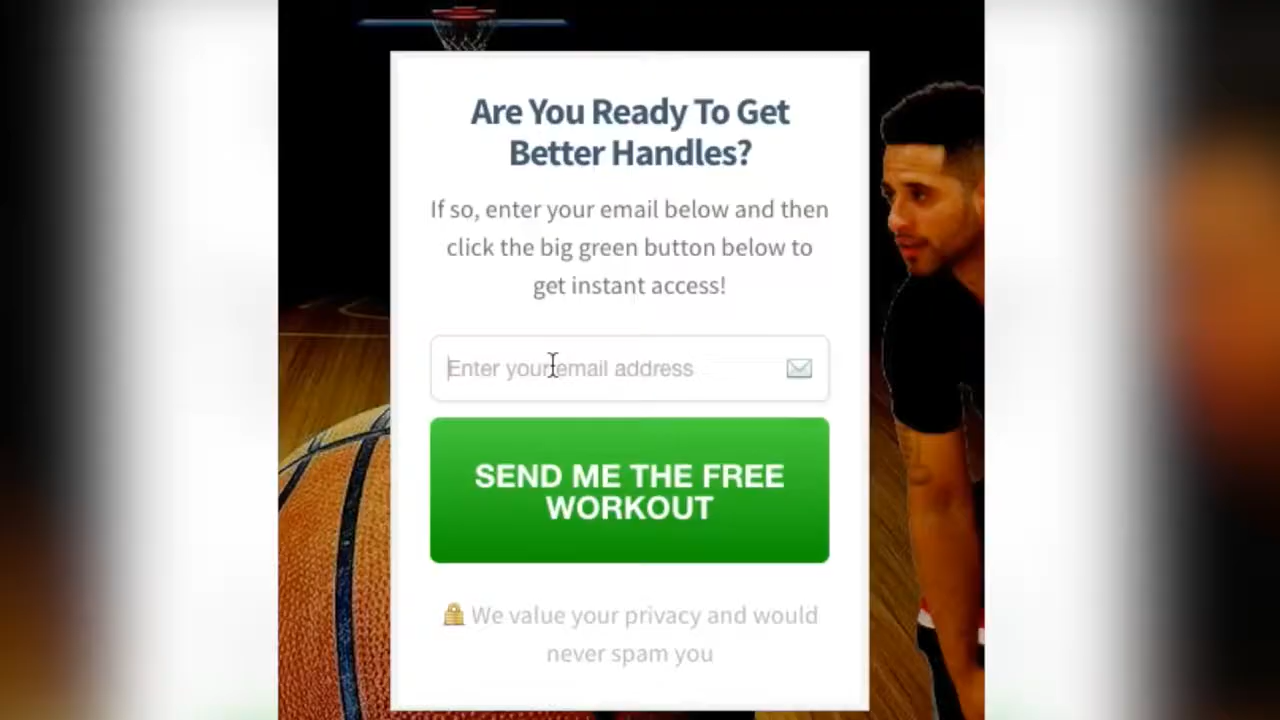 Are You Ready To Get
Better Handles?
If so, enter your email below and then
click the big green button below to
get instant access!
Enter your email address
SEND ME THE FREE
WORKOUT
We value your privacy and would
never spam you